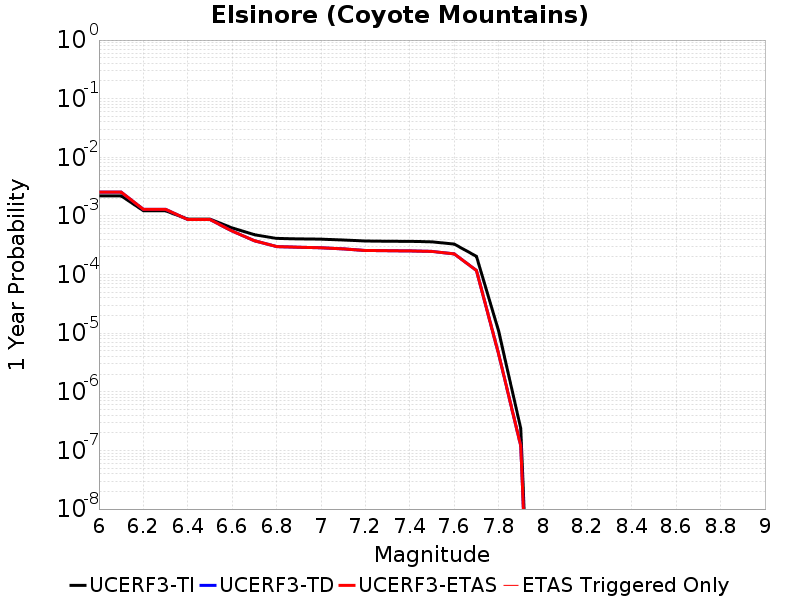 Elsinore (Coyote Mountains)
1 Year Probability
10^0
10^-1
10^-2
10^-3
10^-4
10^-5
10^-6
10^-7
10^-8
6 6.2 6.4 6.6 6.8 7 7.2 7.4 7.6 7.8 8 8.2 8.4 8.6 8.8 9
Magnitude
UCERF3-TI UCERF3-TD UCERF3-ETAS ETAS Triggered Only